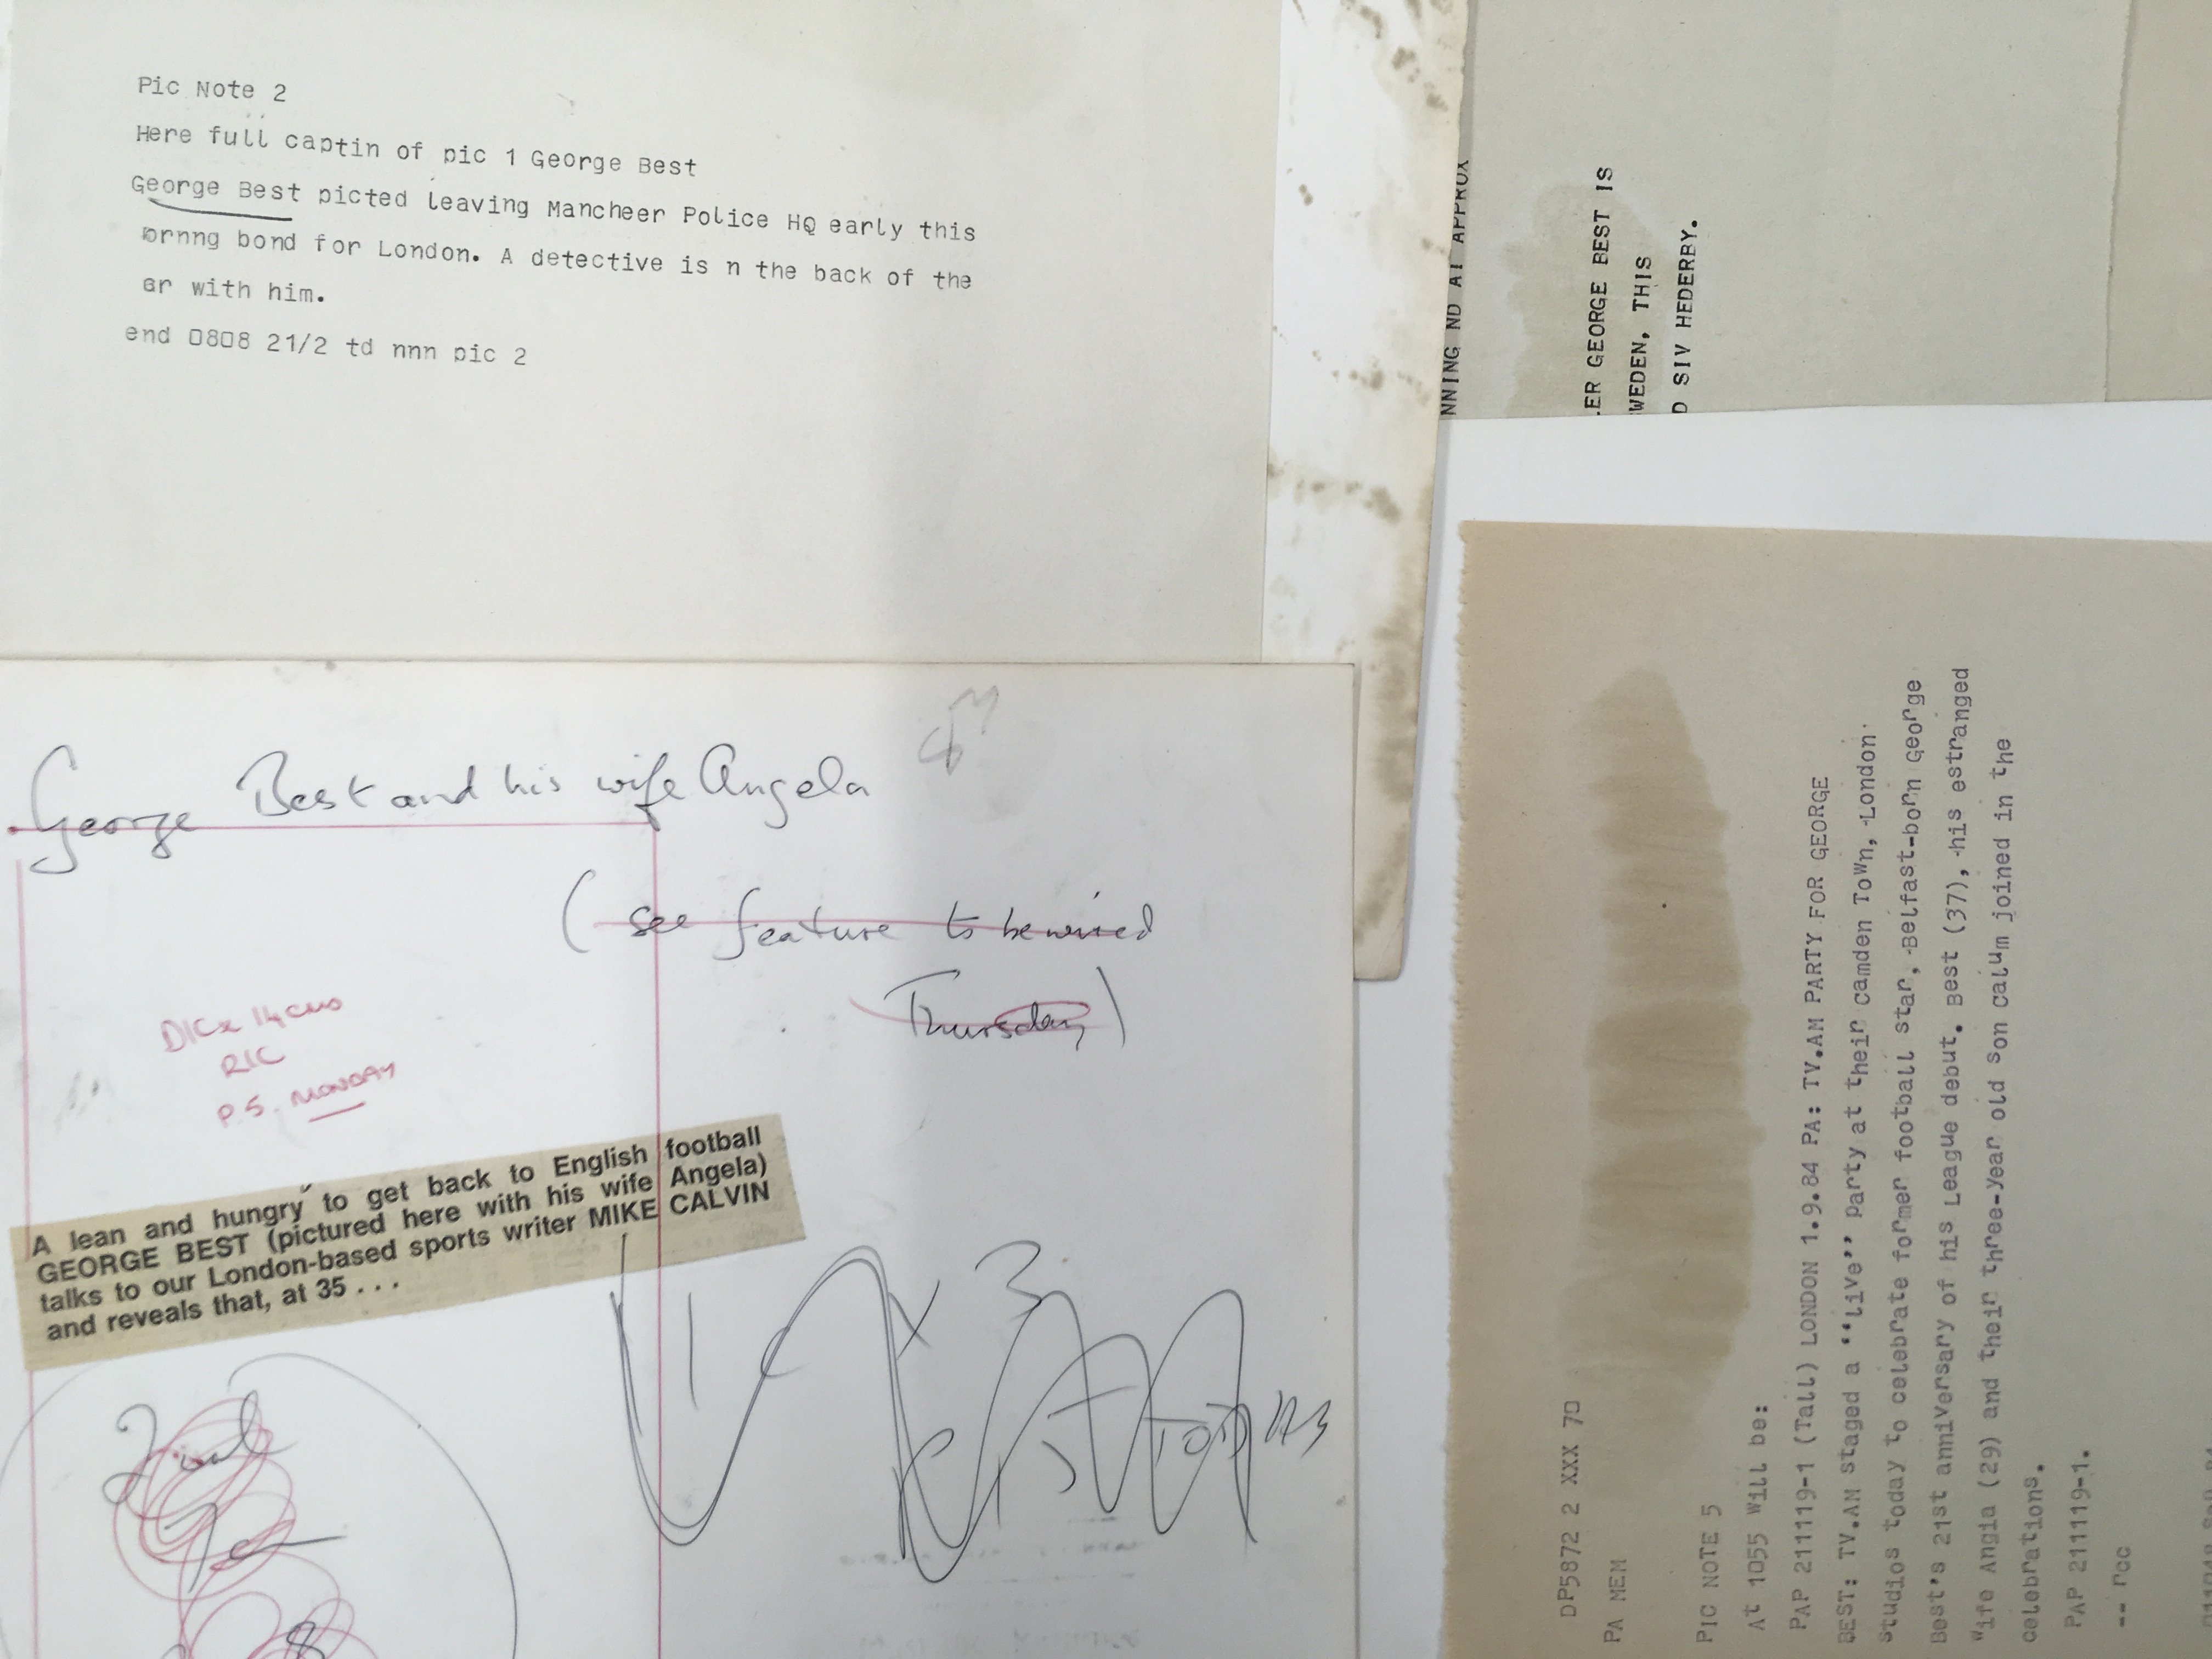 Pic Note 2
Here full captin of pic 1 George Best
George Best picted leaving Mancheer Police HQ early this
ornng bond for London. A detective is n the back of the
ar with him.
end 0808 21/2 td nnn pic 2
NNING ND AT APPROX
ER GEORGE BEST IS
WEDEN, THIS
D SIV HEDERBY.
George Best and his wife Angela
(see feature to be wired
Thursday)
RIC
P.5. MONDAY
A lean and hungry to get back to English football
GEORGE BEST (pictured here with his wife Angela)
talks to our London-based sports writer MIKE CALVIN
and reveals that, at 35 . . .
x 3
DP5872 2 XXX 70
PA MEM
PIC NOTE 5
At 1055 Will be:
PAP 211119-1 (Tall) LONDON 1.9.84 PA: TV.AM PARTY FOR GEORGE
BEST: TV.AM staged a ‘‘live’’ party at their camden Town, London
studios today to celebrate former football star, Belfast-born George
Best's 21st anniversary of his League debut. Best (37), his estranged
wife Angia (29) and their three-year old son calum joined in the
celebrations.
PAP 211119-1.
-- rcc